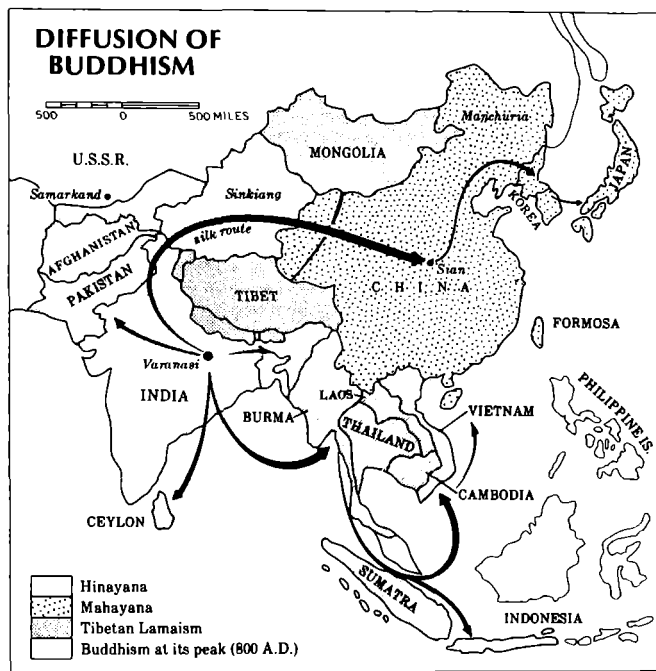 DIFFUSION OF
BUDDHISM
500 0 500 MILES
U.S.S.R.
Samarkand
Manchuria
MONGOLIA
Sinkiang
JAPAN
KOREA
AFGHANISTAN
silk route
Sian
PAKISTAN
TIBET
CHINA
FORMOSA
Varanasi
INDIA
LAOS
BURMA
THAILAND
VIETNAM
PHILIPPINE IS.
CAMBODIA
CEYLON
SUMATRA
INDONESIA
Hinayana
Mahayana
Tibetan Lamaism
Buddhism at its peak (800 A.D.)